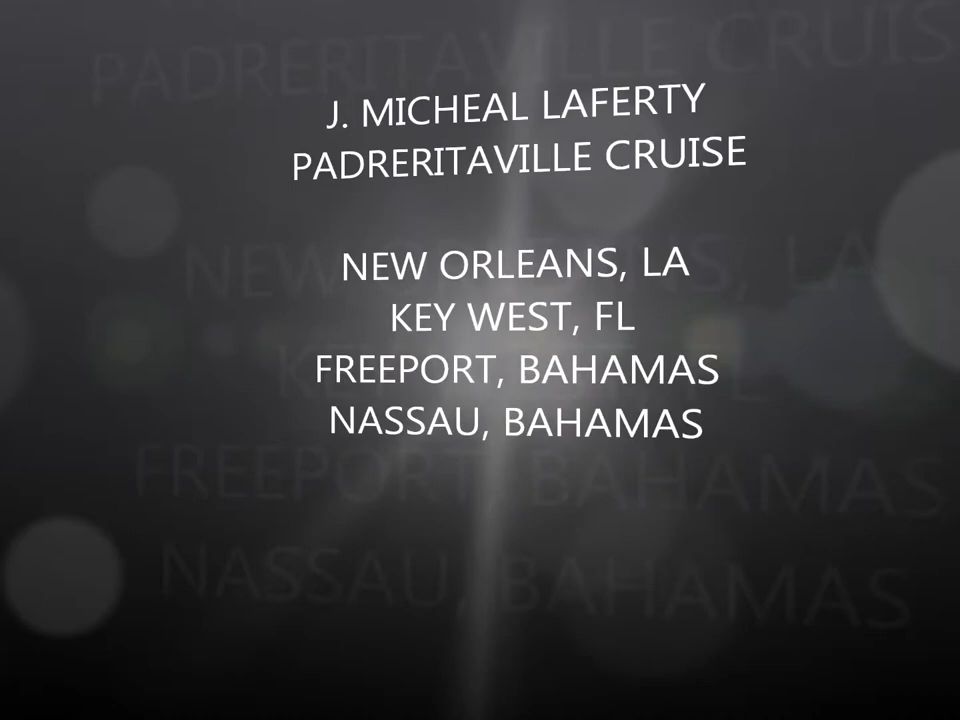 J. MICHEAL LAFERTY
PADRERITAVILLE CRUISE
NEW ORLEANS, LA
KEY WEST, FL
FREEPORT, BAHAMAS
NASSAU, BAHAMAS